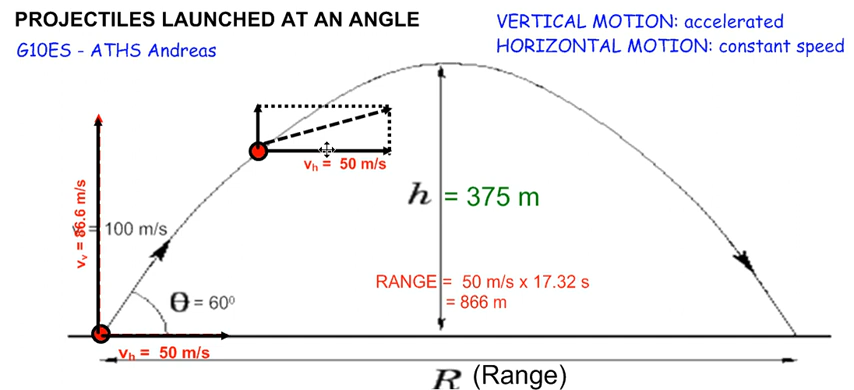 PROJECTILES LAUNCHED AT AN ANGLE
G10ES - ATHS Andreas
VERTICAL MOTION: accelerated
HORIZONTAL MOTION: constant speed
vh = 50 m/s
vv = 86.6 m/s
v = 100 m/s
h = 375 m
RANGE = 50 m/s x 17.32 s
= 866 m
θ = 60⁰
vh = 50 m/s
R (Range)